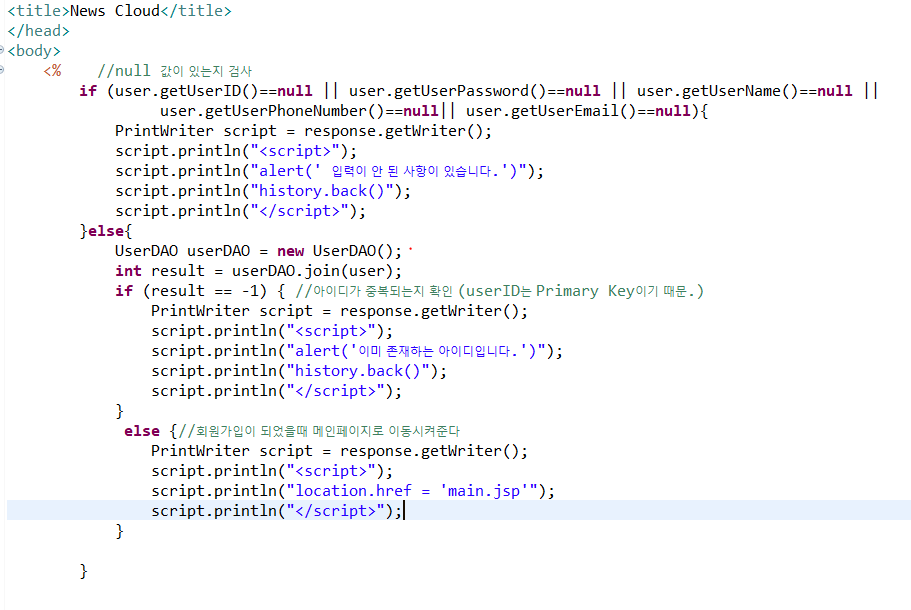 <title>News Cloud</title>
</head>
<body>
<% //null 값이 있는지 검사
if (user.getUserID()==null || user.getUserPassword()==null || user.getUserName()==null ||
user.getUserPhoneNumber()==null|| user.getUserEmail()==null){
PrintWriter script = response.getWriter();
script.println("<script>");
script.println("alert(' 입력이 안 된 사항이 있습니다.')");
script.println("history.back()");
script.println("</script>");
}else{
UserDAO userDAO = new UserDAO();
int result = userDAO.join(user);
if (result == -1) { //아이디가 중복되는지 확인 (userID는 Primary Key이기 때문.)
PrintWriter script = response.getWriter();
script.println("<script>");
script.println("alert('이미 존재하는 아이디입니다.')");
script.println("history.back()");
script.println("</script>");
}
else {//회원가입이 되었을때 메인페이지로 이동시켜준다
PrintWriter script = response.getWriter();
script.println("<script>");
script.println("location.href = 'main.jsp'");
script.println("</script>");
}
}